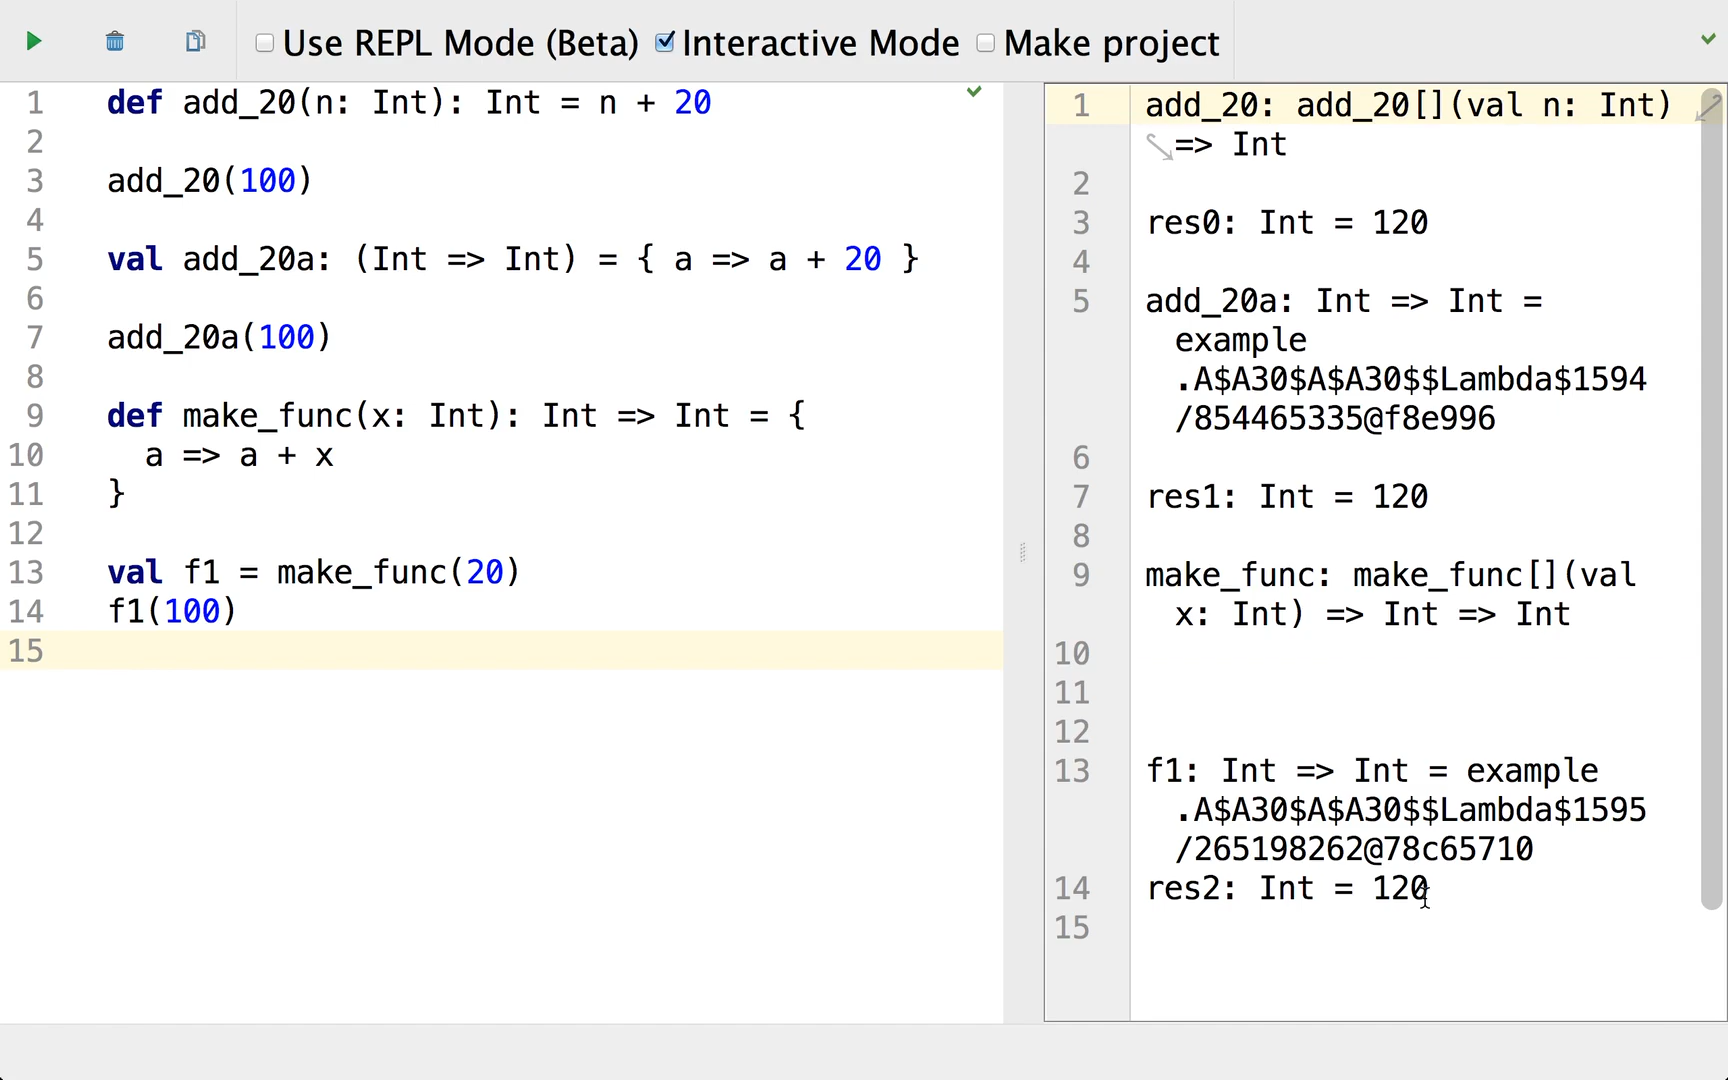 Use REPL Mode (Beta) Interactive Mode Make project
1 def add_20(n: Int): Int = n + 20
2
3 add_20(100)
4
5 val add_20a: (Int => Int) = { a => a + 20 }
6
7 add_20a(100)
8
9 def make_func(x: Int): Int => Int = {
10 a => a + x
11 }
12
13 val f1 = make_func(20)
14 f1(100)
15
1 add_20: add_20[](val n: Int)
=> Int
2
3 res0: Int = 120
4
5 add_20a: Int => Int =
example
.A$A30$A$A30$$Lambda$1594
/854465335@f8e996
6
7 res1: Int = 120
8
9 make_func: make_func[](val
x: Int) => Int => Int
10
11
12
13 f1: Int => Int = example
.A$A30$A$A30$$Lambda$1595
/265198262@78c65710
14 res2: Int = 120
15